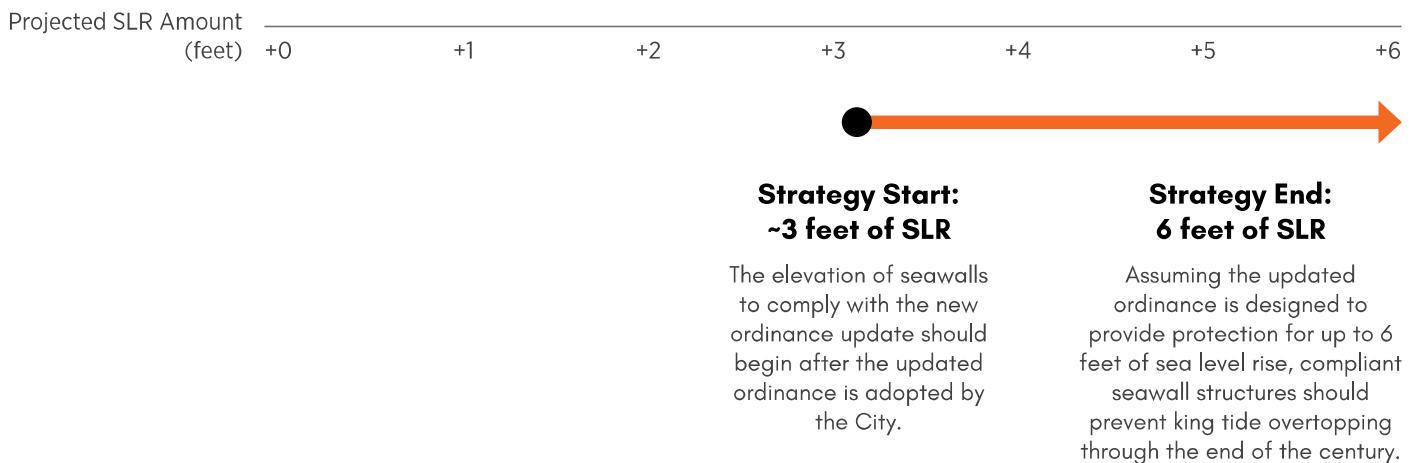 Projected SLR Amount
(feet) +0 +1 +2 +3 +4 +5 +6
Strategy Start:
~3 feet of SLR
The elevation of seawalls
to comply with the new
ordinance update should
begin after the updated
ordinance is adopted by
the City.
Strategy End:
6 feet of SLR
Assuming the updated
ordinance is designed to
provide protection for up to 6
feet of sea level rise, compliant
seawall structures should
prevent king tide overtopping
through the end of the century.